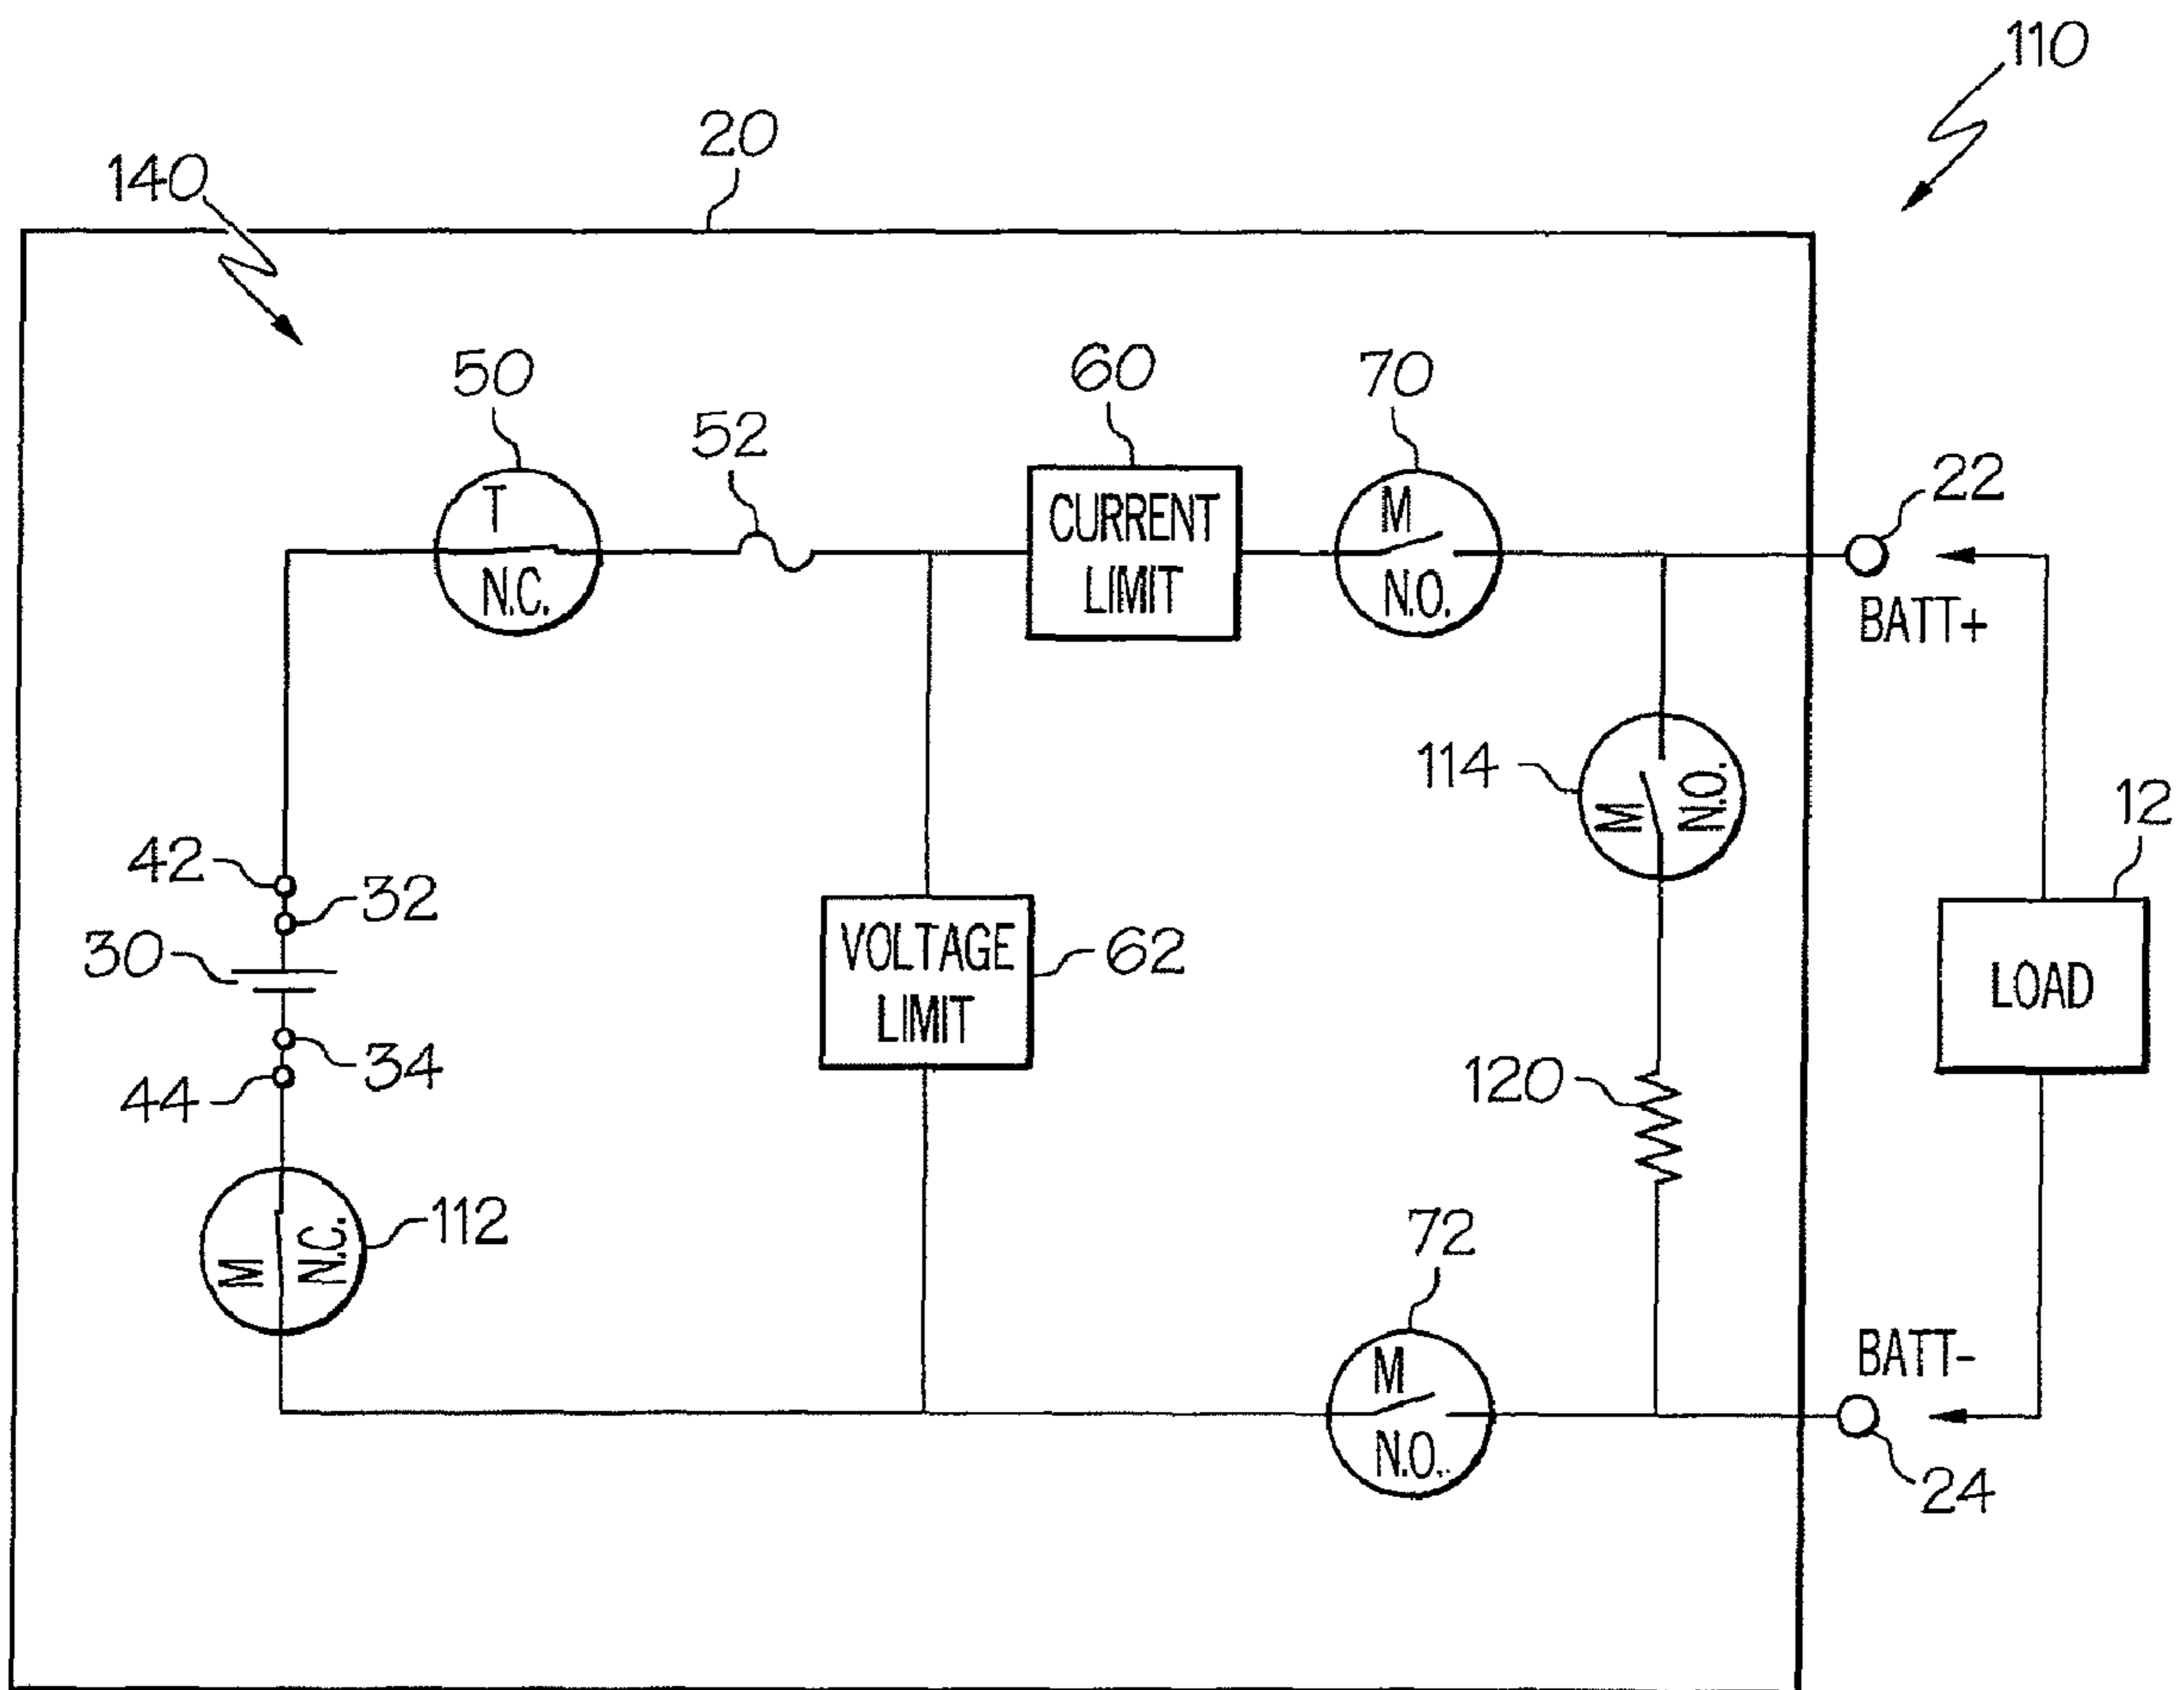 110
20
140
50
60
70
52
T
N.C.
CURRENT
LIMIT
M
N.O.
22
BATT+
114
M
N.O.
12
42
32
30
VOLTAGE
LIMIT
62
LOAD
34
44
120
112
M
N.C.
72
M
N.O.
BATT-
24